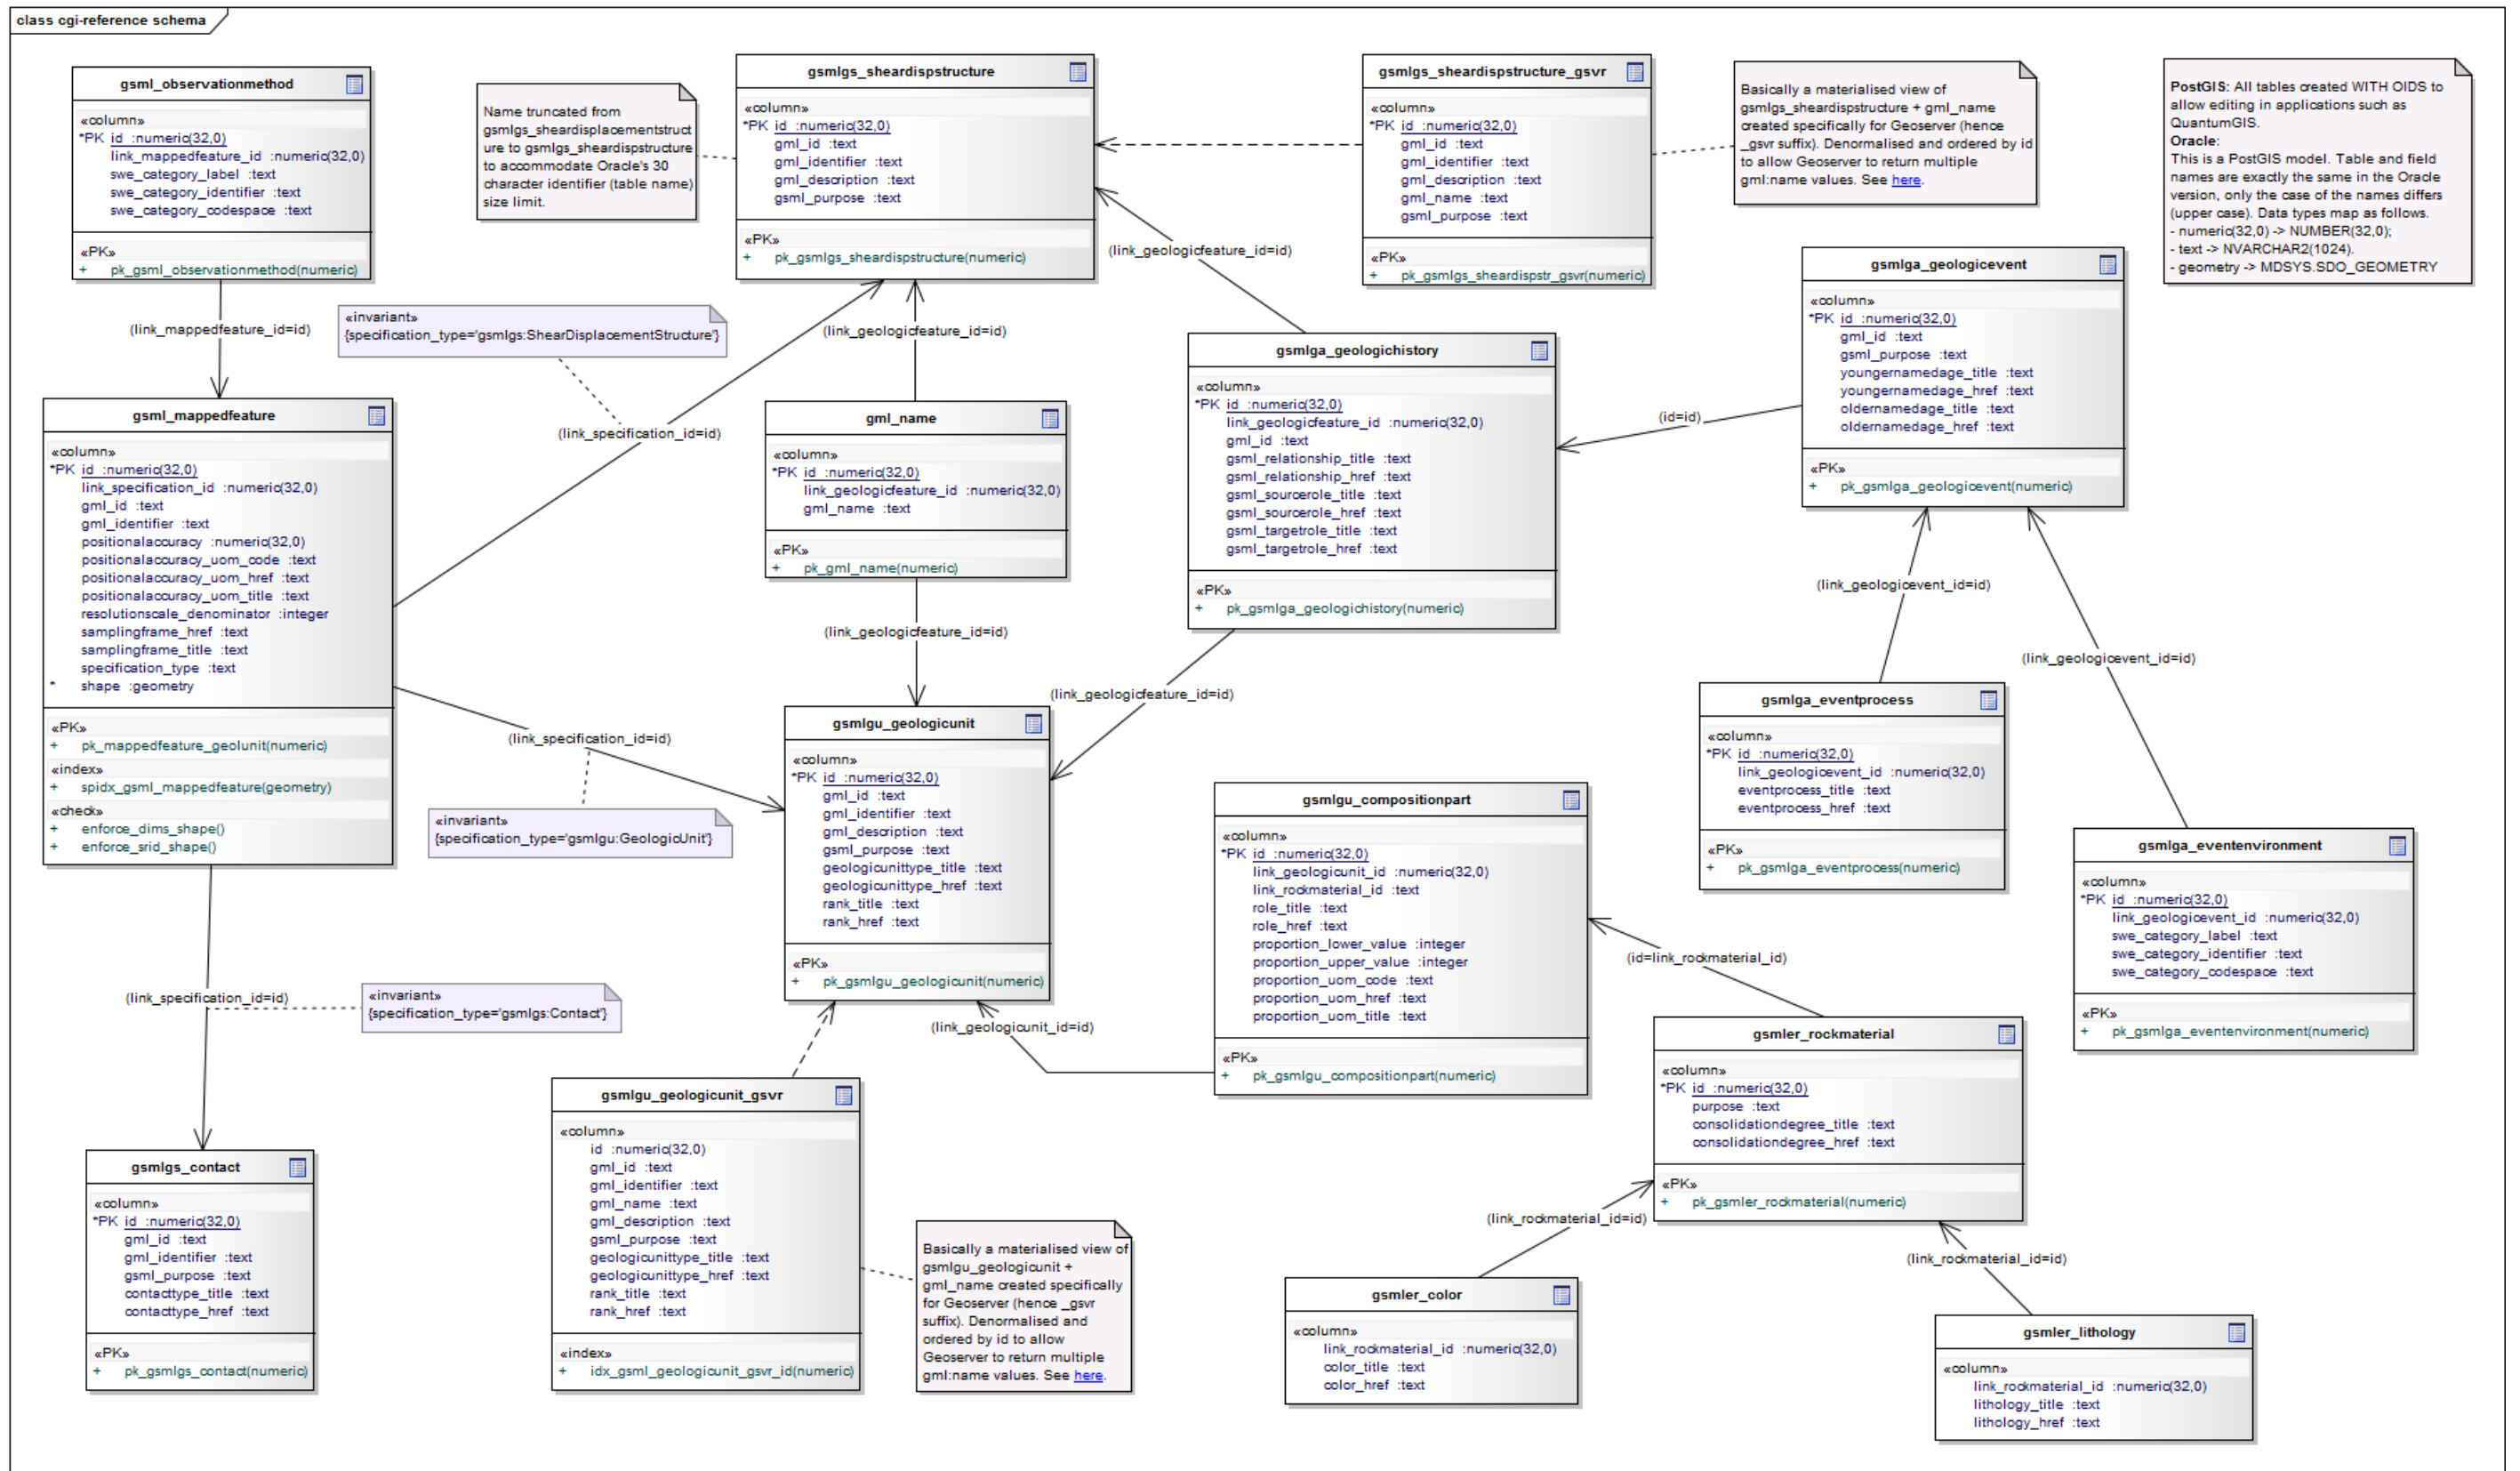 class cgi-reference schema
gsml_observationmethod
«column»
*PK id :numeric(32,0)
link_mappedfeature_id :numeric(32,0)
swe_category_label :text
swe_category_identifier :text
swe_category_codespace :text
«PK»
+ pk_gsml_observationmethod(numeric)
Name truncated from
gsmlgs_sheardisplacementstruct
ure to gsmlgs_sheardispstructure
to accommodate Oracle's 30
character identifier (table name)
size limit.
gsmlgs_sheardispstructure
«column»
*PK id :numeric(32,0)
gml_id :text
gml_identifier :text
gml_description :text
gsml_purpose :text
«PK»
+ pk_gsmlgs_sheardispstructure(numeric)
gsmlgs_sheardispstructure_gsvr
«column»
*PK id :numeric(32,0)
gml_id :text
gml_identifier :text
gml_description :text
gml_name :text
gsml_purpose :text
«PK»
+ pk_gsmlgs_sheardispstr_gsvr(numeric)
Basically a materialised view of
gsmlgs_sheardispstructure + gml_name
created specifically for Geoserver (hence
_gsvr suffix). Denormalised and ordered by id
to allow Geoserver to return multiple
gml:name values. See here.
PostGIS: All tables created WITH OIDS to
allow editing in applications such as
QuantumGIS.
Oracle:
This is a PostGIS model. Table and field
names are exactly the same in the Oracle
version, only the case of the names differs
(upper case). Data types map as follows.
- numeric(32,0) -> NUMBER(32,0);
- text -> NVARCHAR2(1024).
- geometry -> MDSYS.SDO_GEOMETRY
(link_mappedfeature_id=id)
«invariant»
{specification_type='gsmlgs:ShearDisplacementStructure'}
(link_geologicfeature_id=id)
(link_geologicfeature_id=id)
(link_specification_id=id)
gsmlga_geologicevent
«column»
*PK id :numeric(32,0)
gml_id :text
gsml_purpose :text
youngernamedage_title :text
youngernamedage_href :text
oldernamedage_title :text
oldernamedage_href :text
«PK»
+ pk_gsmlga_geologicevent(numeric)
gsmlga_geologichistory
«column»
*PK id :numeric(32,0)
link_geologicfeature_id :numeric(32,0)
gml_id :text
gsml_relationship_title :text
gsml_relationship_href :text
gsml_sourcerole_title :text
gsml_sourcerole_href :text
gsml_targetrole_title :text
gsml_targetrole_href :text
«PK»
+ pk_gsmlga_geologichistory(numeric)
(id=id)
gsml_mappedfeature
«column»
*PK id :numeric(32,0)
link_specification_id :numeric(32,0)
gml_id :text
gml_identifier :text
positionalaccuracy :numeric(32,0)
positionalaccuracy_uom_code :text
positionalaccuracy_uom_href :text
positionalaccuracy_uom_title :text
resolutionscale_denominator :integer
samplingframe_href :text
samplingframe_title :text
specification_type :text
* shape :geometry
«PK»
+ pk_mappedfeature_geolunit(numeric)
«index»
+ spidx_gsml_mappedfeature(geometry)
«check»
+ enforce_dims_shape()
+ enforce_srid_shape()
gml_name
«column»
*PK id :numeric(32,0)
link_geologicfeature_id :numeric(32,0)
gml_name :text
«PK»
+ pk_gml_name(numeric)
(link_geologicfeature_id=id)
(link_geologicfeature_id=id)
(link_geologicevent_id=id)
(link_geologicevent_id=id)
(link_specification_id=id)
«invariant»
{specification_type='gsmlgu:GeologicUnit'}
gsmlgu_geologicunit
«column»
*PK id :numeric(32,0)
gml_id :text
gml_identifier :text
gml_description :text
gsml_purpose :text
geologicunittype_title :text
geologicunittype_href :text
rank_title :text
rank_href :text
«PK»
+ pk_gsmlgu_geologicunit(numeric)
gsmlga_eventprocess
«column»
*PK id :numeric(32,0)
link_geologicevent_id :numeric(32,0)
eventprocess_title :text
eventprocess_href :text
«PK»
+ pk_gsmlga_eventprocess(numeric)
gsmlgu_compositionpart
«column»
*PK id :numeric(32,0)
link_geologicunit_id :numeric(32,0)
link_rockmaterial_id :text
role_title :text
role_href :text
proportion_lower_value :integer
proportion_upper_value :integer
proportion_uom_code :text
proportion_uom_href :text
proportion_uom_title :text
«PK»
+ pk_gsmlgu_compositionpart(numeric)
gsmlga_eventenvironment
«column»
*PK id :numeric(32,0)
link_geologicevent_id :numeric(32,0)
swe_category_label :text
swe_category_identifier :text
swe_category_codespace :text
«PK»
+ pk_gsmlga_eventenvironment(numeric)
(id=link_rockmaterial_id)
(link_specification_id=id)
«invariant»
{specification_type='gsmlgs:Contact'}
(link_geologicunit_id=id)
gsmler_rockmaterial
«column»
*PK id :numeric(32,0)
purpose :text
consolidationdegree_title :text
consolidationdegree_href :text
«PK»
+ pk_gsmler_rockmaterial(numeric)
gsmlgu_geologicunit_gsvr
«column»
id :numeric(32,0)
gml_id :text
gml_identifier :text
gml_name :text
gml_description :text
gsml_purpose :text
geologicunittype_title :text
geologicunittype_href :text
rank_title :text
rank_href :text
«index»
+ idx_gsml_geologicunit_gsvr_id(numeric)
gsmlgs_contact
«column»
*PK id :numeric(32,0)
gml_id :text
gml_identifier :text
gsml_purpose :text
contacttype_title :text
contacttype_href :text
«PK»
+ pk_gsmlgs_contact(numeric)
Basically a materialised view of
gsmlgu_geologicunit +
gml_name created specifically
for Geoserver (hence _gsvr
suffix). Denormalised and
ordered by id to allow
Geoserver to return multiple
gml:name values. See here.
(link_rockmaterial_id=id)
(link_rockmaterial_id=id)
gsmler_color
«column»
link_rockmaterial_id :numeric(32,0)
color_title :text
color_href :text
gsmler_lithology
«column»
link_rockmaterial_id :numeric(32,0)
lithology_title :text
lithology_href :text